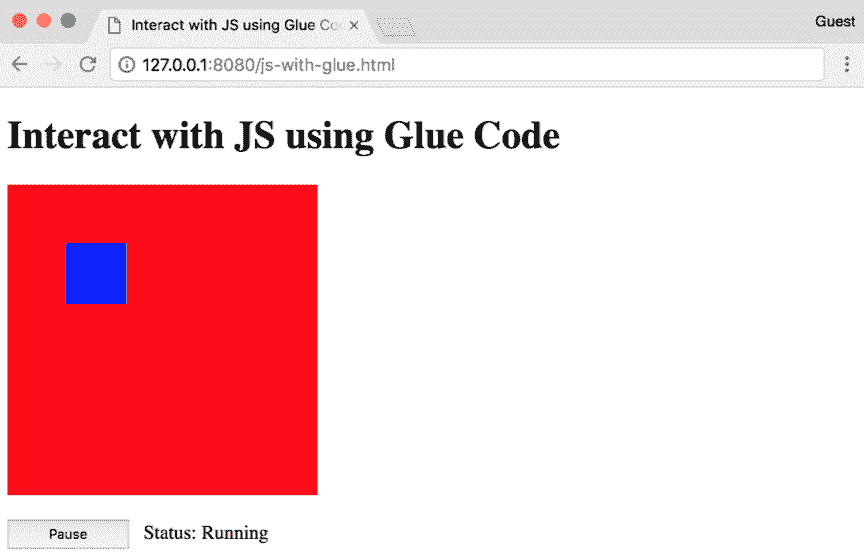 Interact with JS using Glue Co
Guest
127.0.0.1:8080/js-with-glue.html
Interact with JS using Glue Code
Pause Status: Running